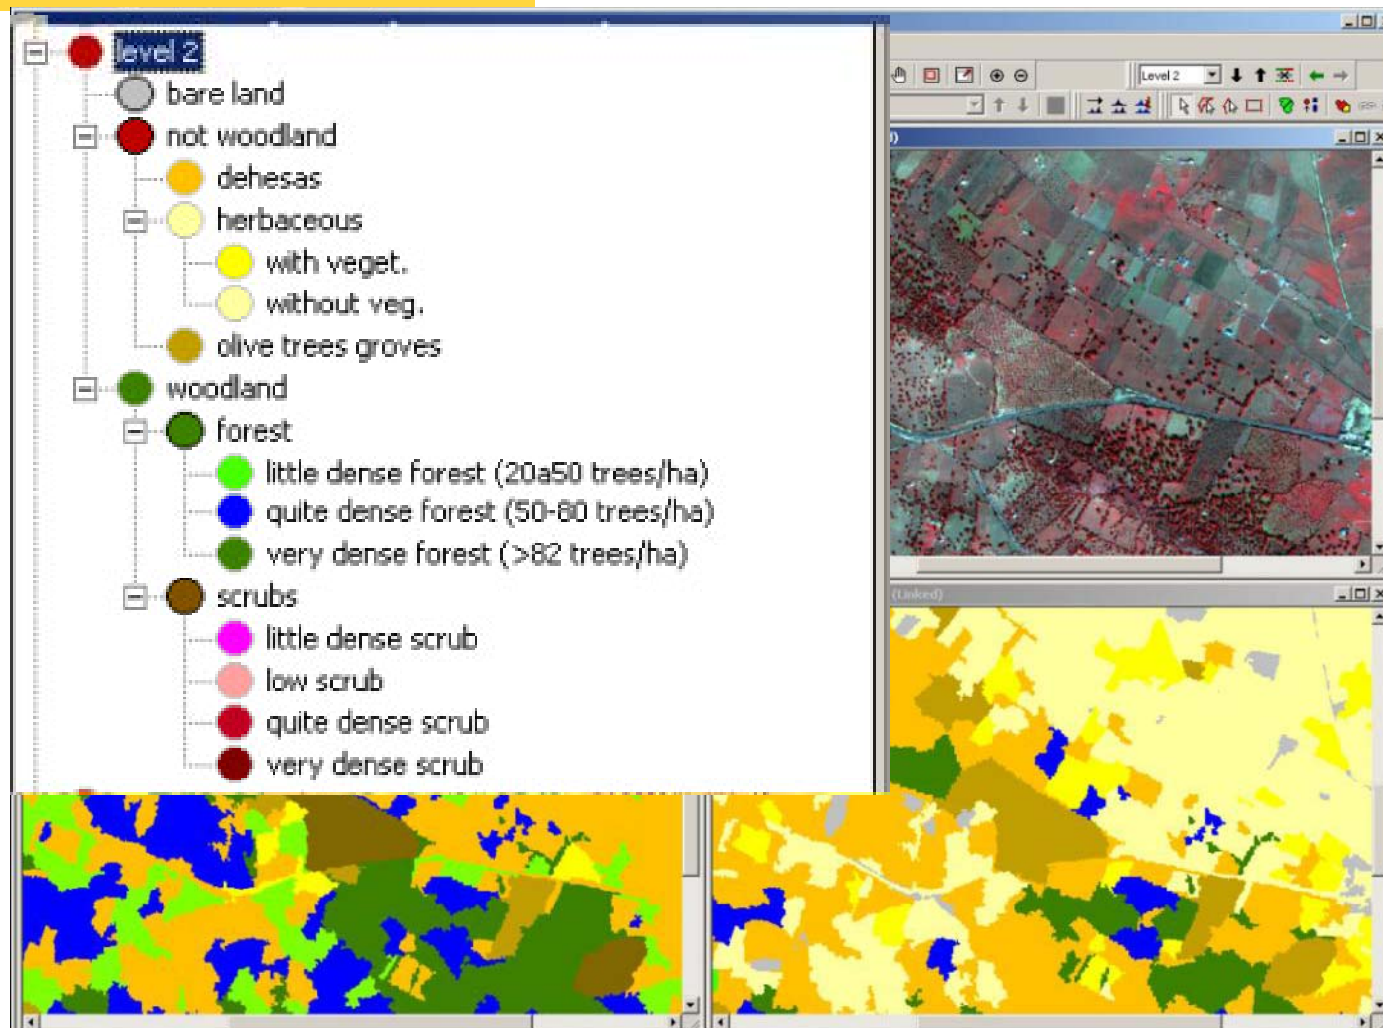 level 2
bare land
not woodland
dehesas
herbaceous
with veget.
without veg.
olive trees groves
woodland
forest
little dense forest (20a50 trees/ha)
quite dense forest (50-80 trees/ha)
very dense forest (>82 trees/ha)
scrubs
little dense scrub
low scrub
quite dense scrub
very dense scrub
Level 2
(Linked)